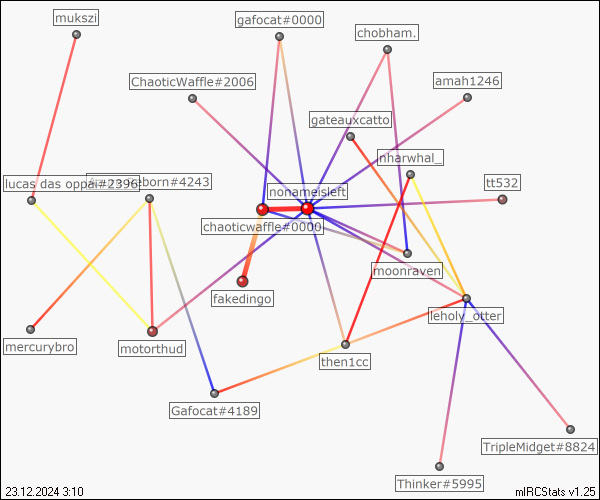 mukszi
gafocat#0000
chobham.
ChaoticWaffle#2006
amah1246
gateauxcatto
nharwhal_
lucas das oppai#2396
eborn#4243
nonameisleft
tt532
chaoticwaffle#0000
moonraven
fakedingo
leholy_otter
mercurybro
motorthud
then1cc
Gafocat#4189
TripleMidget#8824
Thinker#5995
23.12.2024 3:10
mIRCStats v1.25